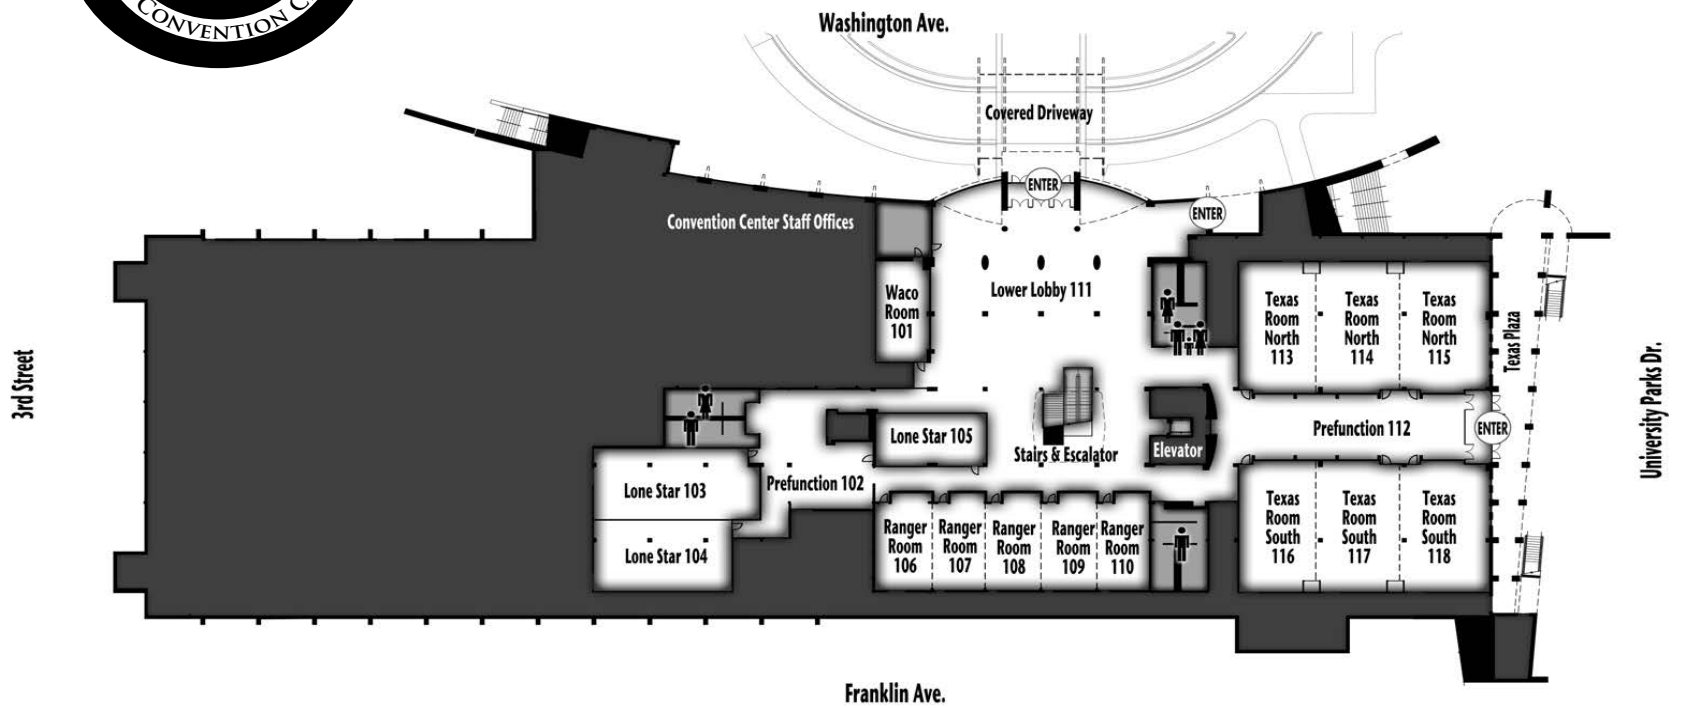 CONVENTION C
Washington Ave.
Covered Driveway
ENTER
ENTER
Convention Center Staff Offices
Waco
Room
101
Lower Lobby 111
Texas
Room
North
113
Texas
Room
North
114
Texas
Room
North
115
Texas Plaza
3rd Street
University Parks Dr.
Lone Star 105
Stairs & Escalator
Elevator
Prefunction 112
ENTER
Lone Star 103
Prefunction 102
Lone Star 104
Ranger
Room
106
Ranger
Room
107
Ranger
Room
108
Ranger
Room
109
Ranger
Room
110
Texas
Room
South
116
Texas
Room
South
117
Texas
Room
South
118
Franklin Ave.